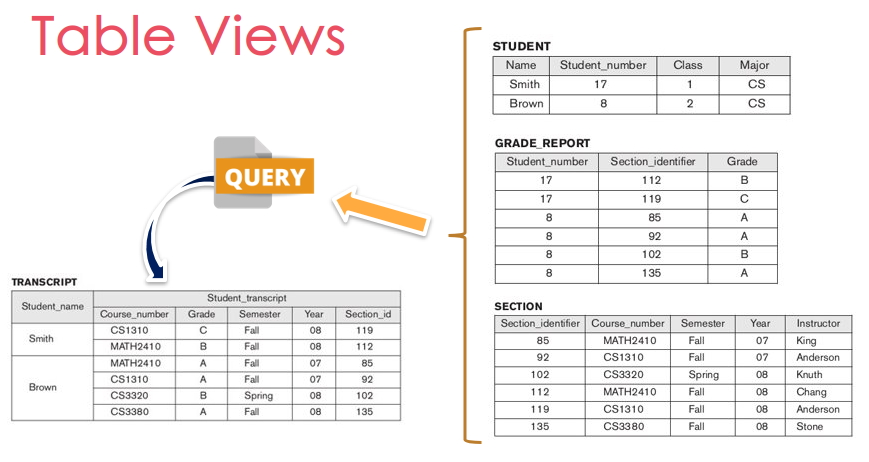 Table Views
QUERY
TRANSCRIPT
Student_name Student_transcript
Course_number Grade Semester Year Section_id
Smith
CS1310 C Fall 08 119
MATH2410 B Fall 08 112
Brown
MATH2410 A Fall 07 85
CS1310 A Fall 07 92
CS3320 B Spring 08 102
CS3380 A Fall 08 135
STUDENT
Name Student_number Class Major
Smith 17 1 CS
Brown 8 2 CS
GRADE_REPORT
Student_number Section_identifier Grade
17 112 B
17 119 C
8 85 A
8 92 A
8 102 B
8 135 A
SECTION
Section_identifier Course_number Semester Year Instructor
85 MATH2410 Fall 07 King
92 CS1310 Fall 07 Anderson
102 CS3320 Spring 08 Knuth
112 MATH2410 Fall 08 Chang
119 CS1310 Fall 08 Anderson
135 CS3380 Fall 08 Stone